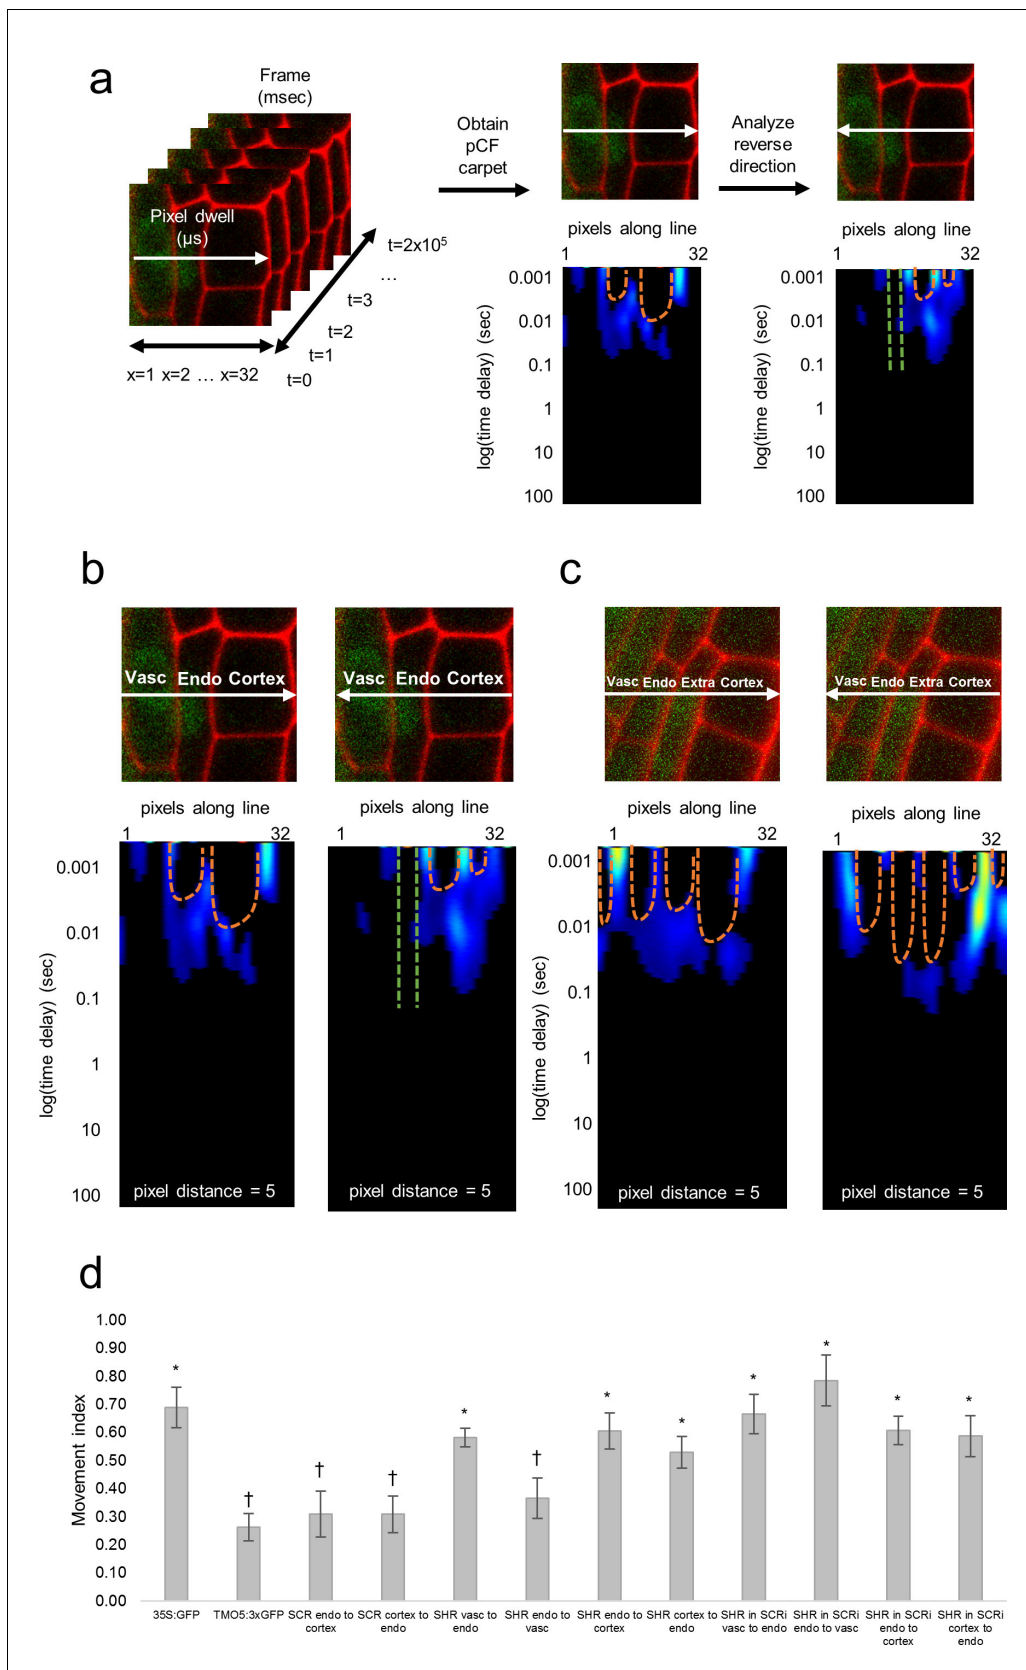 a
Frame
(msec)
Pixel dwell
(µs)
t=2x10⁵
...
t=3
t=2
t=1
t=0
x=1 x=2 ... x=32
Obtain
pCF
carpet
Analyze
reverse
direction
pixels along line
1 32
0.001
0.01
0.1
1
10
100
log(time delay) (sec)
pixels along line
1 32
0.001
0.01
0.1
1
10
100
log(time delay) (sec)
b
Vasc Endo Cortex
Vasc Endo Cortex
pixels along line
1 32
pixels along line
1 32
0.001
0.01
0.1
1
10
100
log(time delay) (sec)
pixel distance = 5
pixel distance = 5
c
Vasc Endo Extra Cortex
Vasc Endo Extra Cortex
pixels along line
1 32
pixels along line
1 32
0.001
0.01
0.1
1
10
100
log(time delay) (sec)
pixel distance = 5
pixel distance = 5
d
Movement index
1.00
0.90
0.80
0.70
0.60
0.50
0.40
0.30
0.20
0.10
0.00
* † † † * † * * * * * *
35S:GFP
TMO5:3xGFP
SCR endo to
cortex
SCR cortex to
endo
SHR vasc to
endo
SHR endo to
vasc
SHR endo to
cortex
SHR cortex to
endo
SHR in SCRi
vasc to endo
SHR in SCRi
endo to vasc
SHR in SCRi
endo to
cortex
SHR in SCRi
cortex to
endo